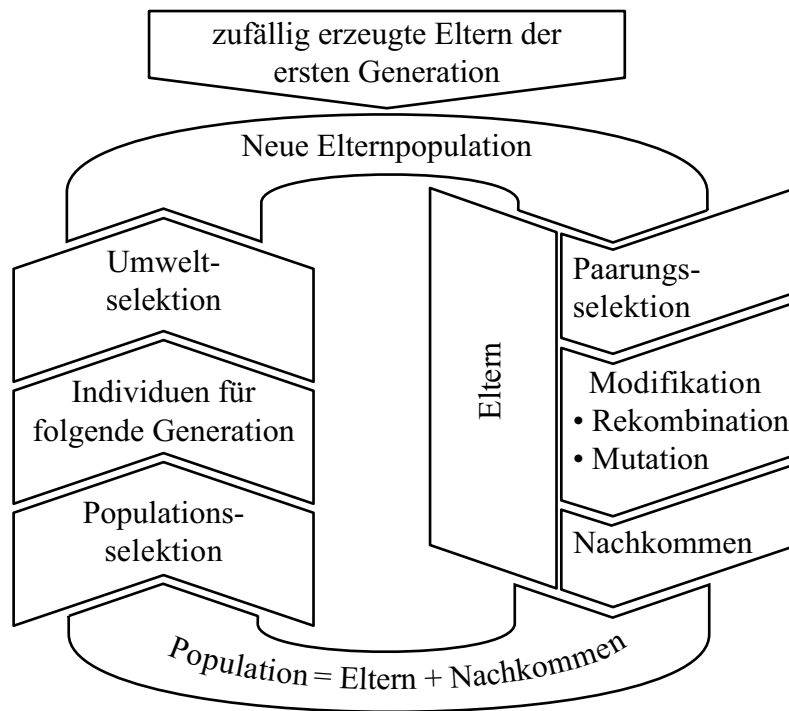 zufällig erzeugte Eltern der
ersten Generation
Neue Elternpopulation
Umwelt-
selektion
Individuen für
folgende Generation
Populations-
selektion
Eltern
Paarungs-
selektion
Modifikation
• Rekombination
• Mutation
Nachkommen
Population = Eltern + Nachkommen